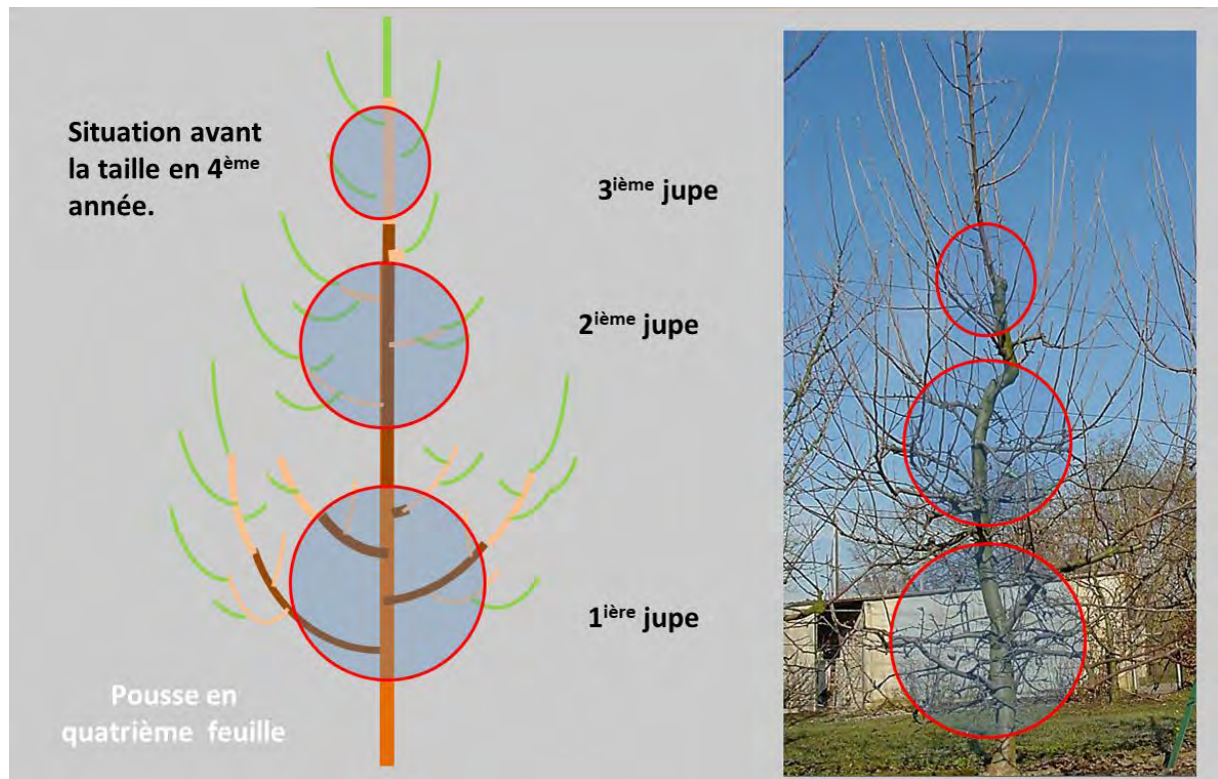 Situation avant
la taille en 4ème
année.
3ième jupe
2ième jupe
1ière jupe
Pousse en
quatrième feuille